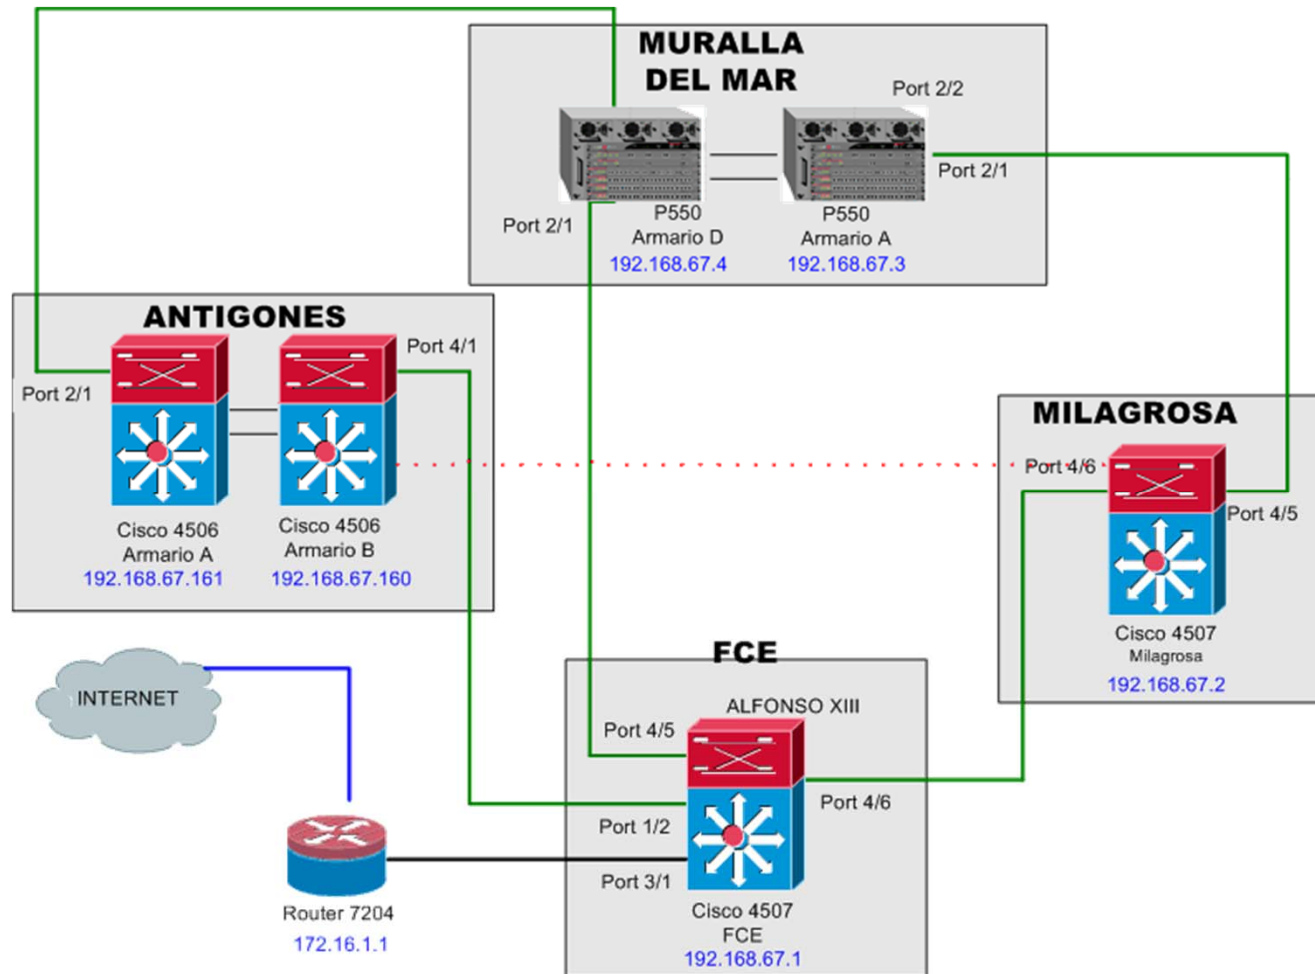 MURALLA
DEL MAR
Port 2/2
Port 2/1
Port 2/1
P550
Armario D
192.168.67.4
P550
Armario A
192.168.67.3
ANTIGONES
Port 4/1
Port 2/1
Cisco 4506
Armario A
192.168.67.161
Cisco 4506
Armario B
192.168.67.160
MILAGROSA
Port 4/6
Port 4/5
Cisco 4507
Milagrosa
192.168.67.2
INTERNET
Router 7204
172.16.1.1
FCE
ALFONSO XIII
Port 4/5
Port 4/6
Port 1/2
Port 3/1
Cisco 4507
FCE
192.168.67.1